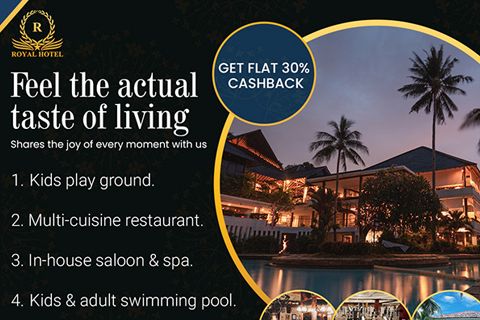 R
ROYAL HOTEL
Feel the actual
taste of living
Shares the joy of every moment with us
GET FLAT 30%
CASHBACK
1. Kids play ground.
2. Multi-cuisine restaurant.
3. In-house saloon & spa.
4. Kids & adult swimming pool.